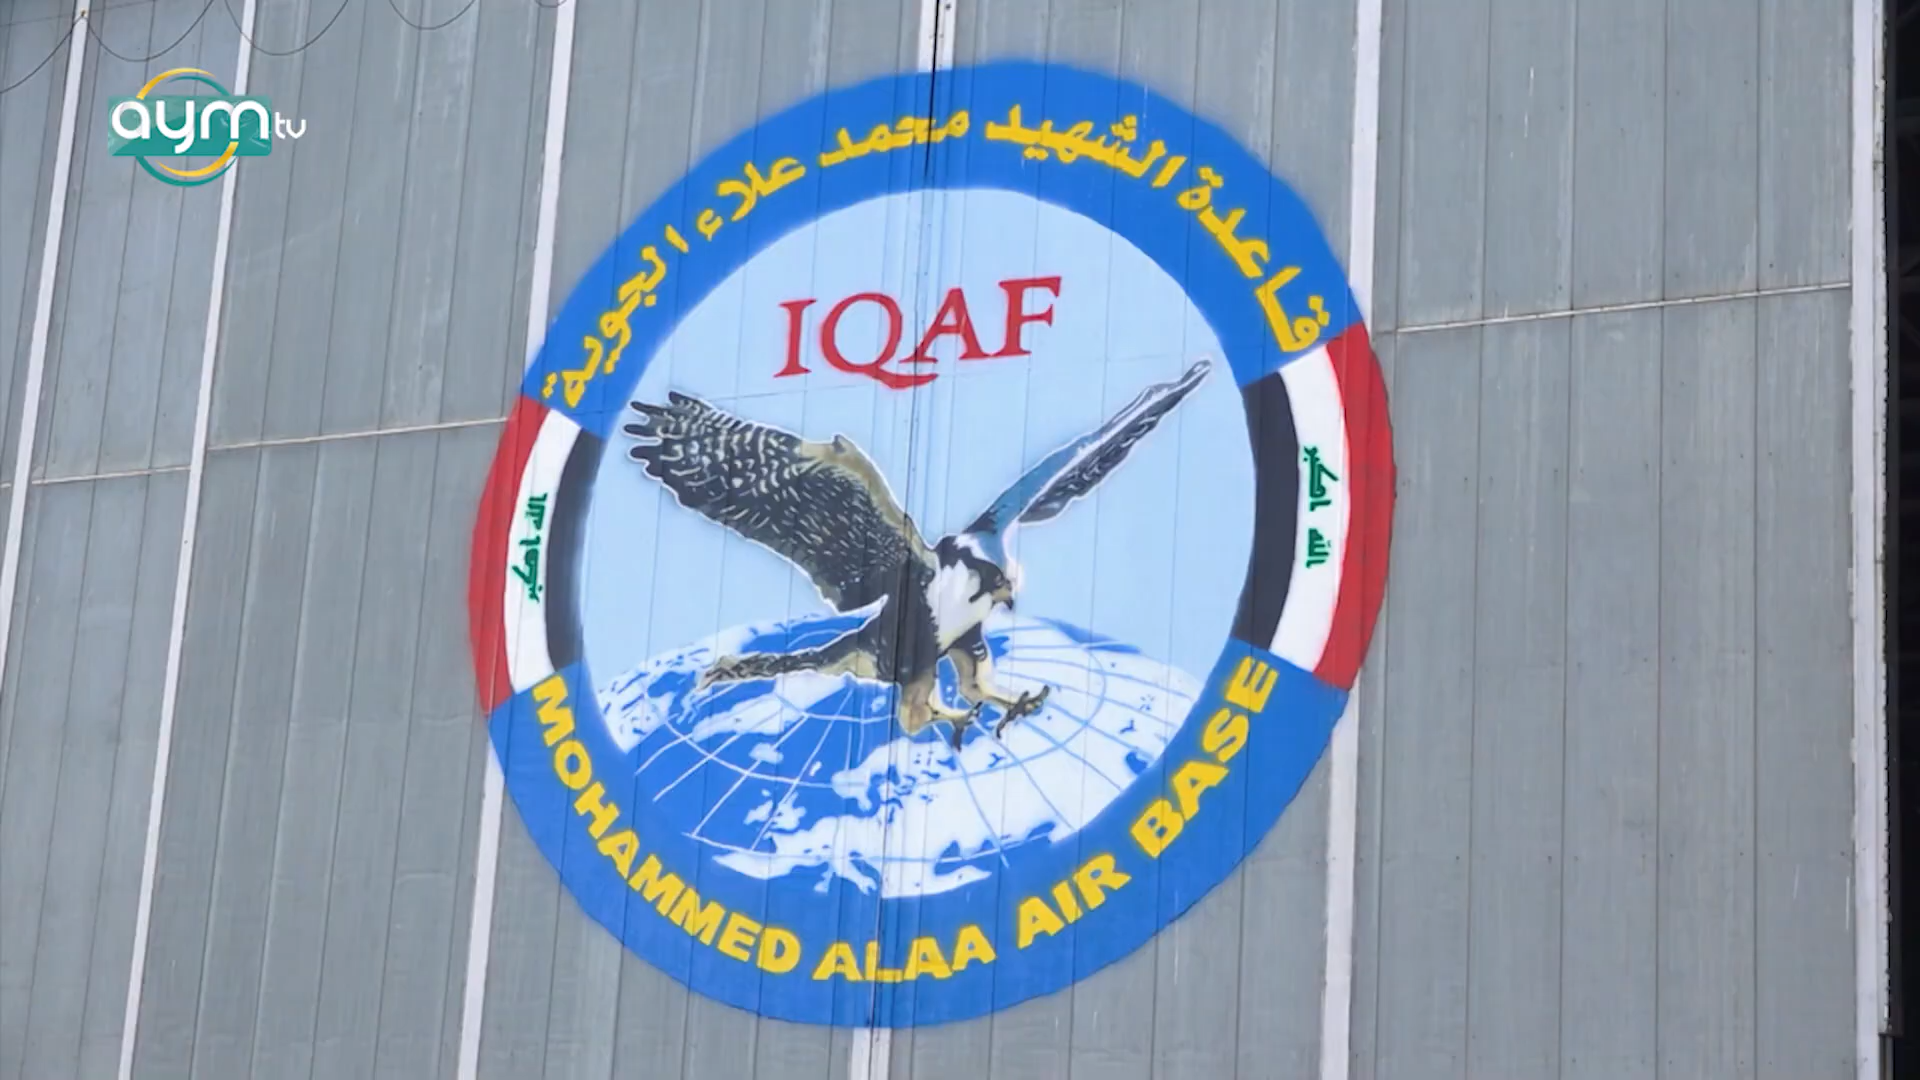 aym tv
قاعدة الشهيد محمد علاء الجوية
IQAF
الله اكبر
الله اكبر
MOHAMMED ALAA AIR BASE